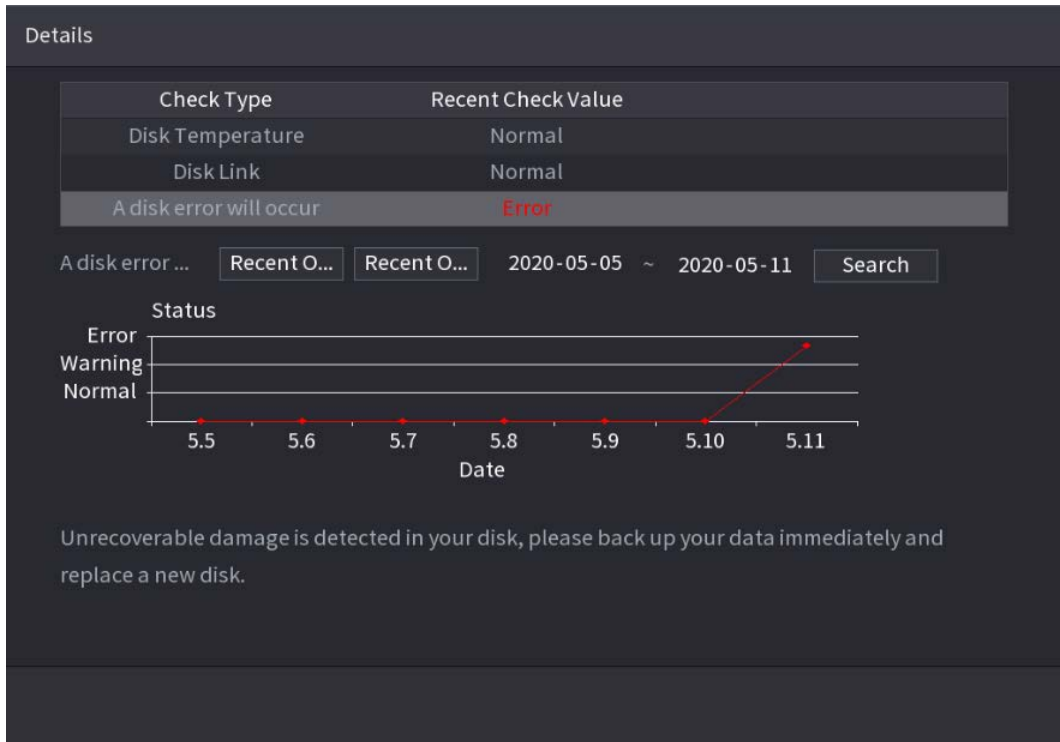 Details
Check Type Recent Check Value
Disk Temperature Normal
Disk Link Normal
A disk error will occur Error
A disk error ... Recent O... Recent O... 2020-05-05 ~ 2020-05-11 Search
Status
Error
Warning
Normal
5.5 5.6 5.7 5.8 5.9 5.10 5.11
Date
Unrecoverable damage is detected in your disk, please back up your data immediately and
replace a new disk.